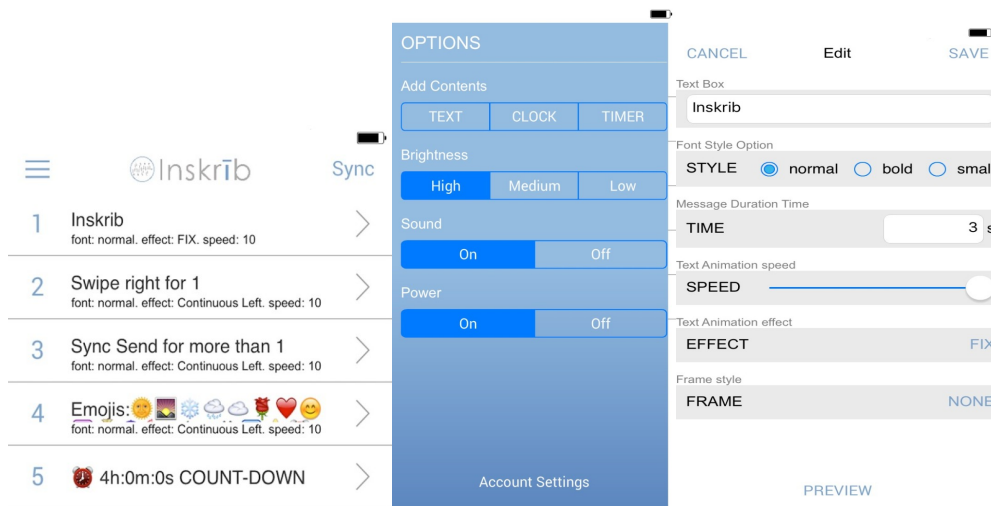 Inskrīb Sync
1 Inskrib
font: normal. effect: FIX. speed: 10
2 Swipe right for 1
font: normal. effect: Continuous Left. speed: 10
3 Sync Send for more than 1
font: normal. effect: Continuous Left. speed: 10
4 Emojis:🌞🌄❄️🌨☁️🌹❤️😊
font: normal. effect: Continuous Left. speed: 10
5 ⏰ 4h:0m:0s COUNT-DOWN
OPTIONS
Add Contents
TEXT CLOCK TIMER
Brightness
High Medium Low
Sound
On Off
Power
On Off
Account Settings
CANCEL Edit SAVE
Text Box
Inskrib
Font Style Option
STYLE normal bold smal
Message Duration Time
TIME 3 s
Text Animation speed
SPEED
Text Animation effect
EFFECT FIX
Frame style
FRAME NONE
PREVIEW